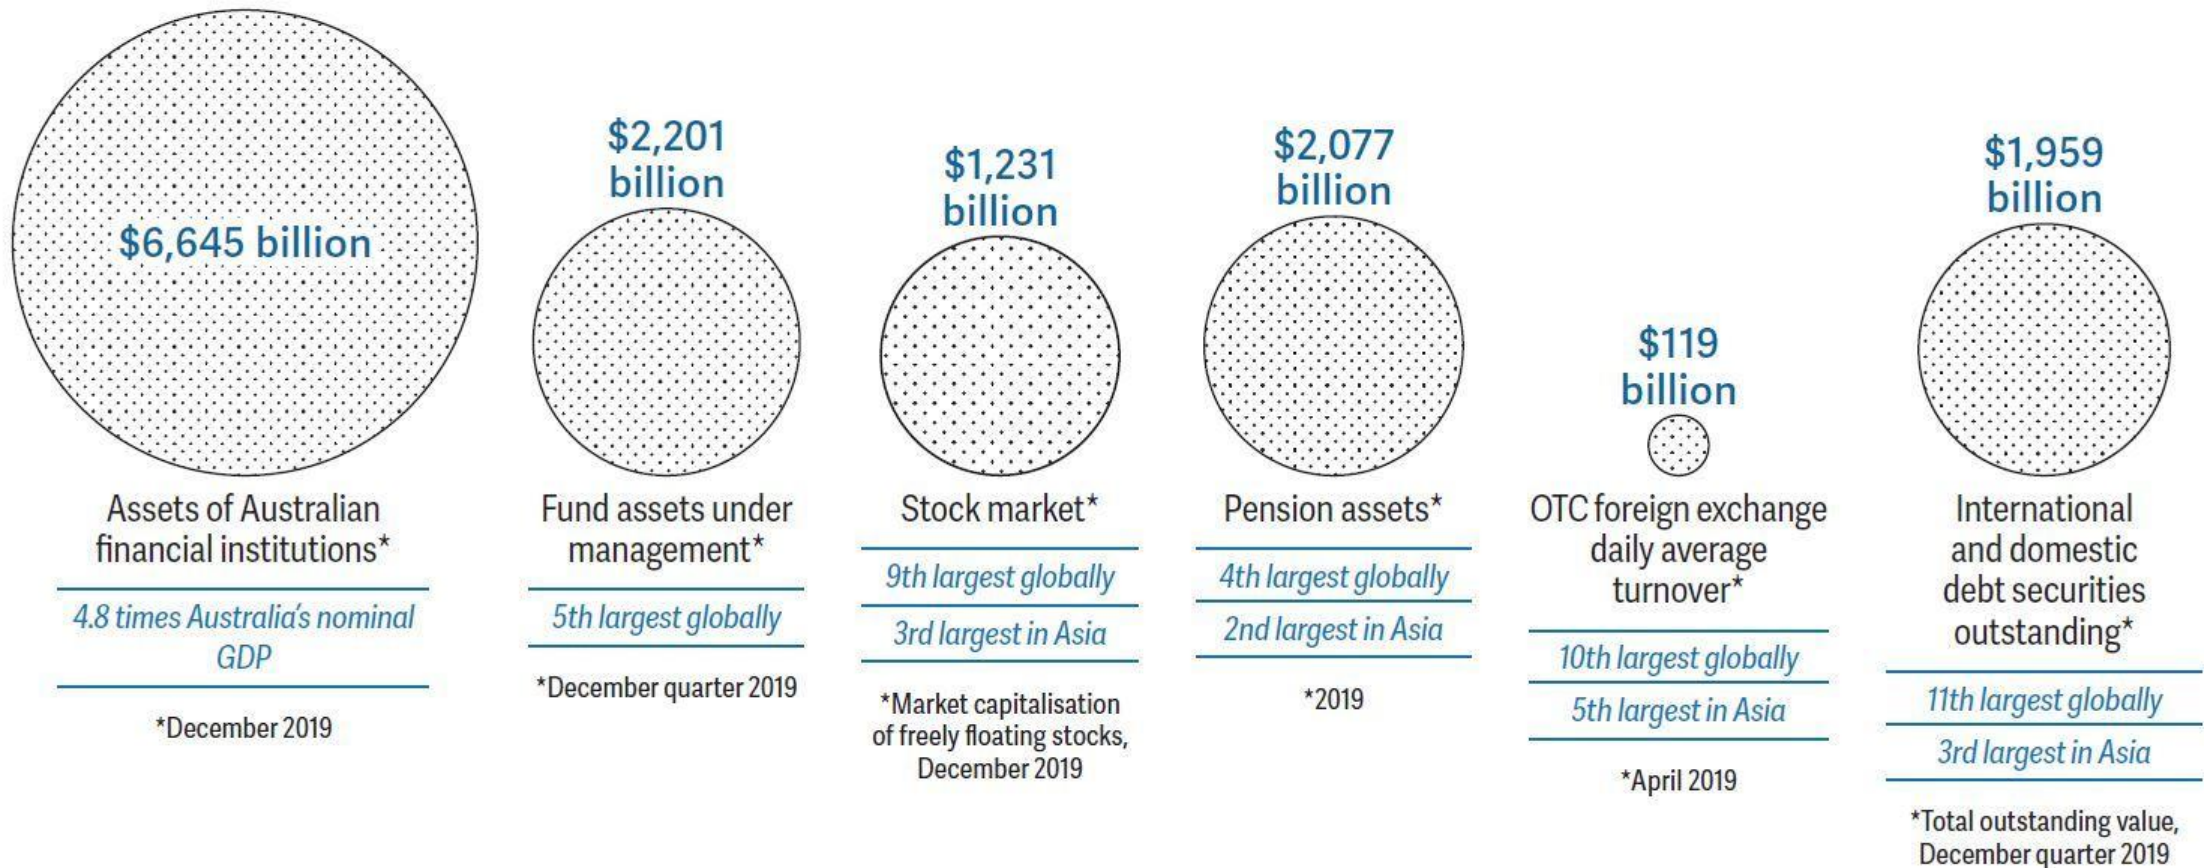 $6,645 billion
Assets of Australian
financial institutions*
4.8 times Australia's nominal
GDP
*December 2019
$2,201
billion
Fund assets under
management*
5th largest globally
*December quarter 2019
$1,231
billion
Stock market*
9th largest globally
3rd largest in Asia
*Market capitalisation
of freely floating stocks,
December 2019
$2,077
billion
Pension assets*
4th largest globally
2nd largest in Asia
*2019
$119
billion
OTC foreign exchange
daily average
turnover*
10th largest globally
5th largest in Asia
*April 2019
$1,959
billion
International
and domestic
debt securities
outstanding*
11th largest globally
3rd largest in Asia
*Total outstanding value,
December quarter 2019